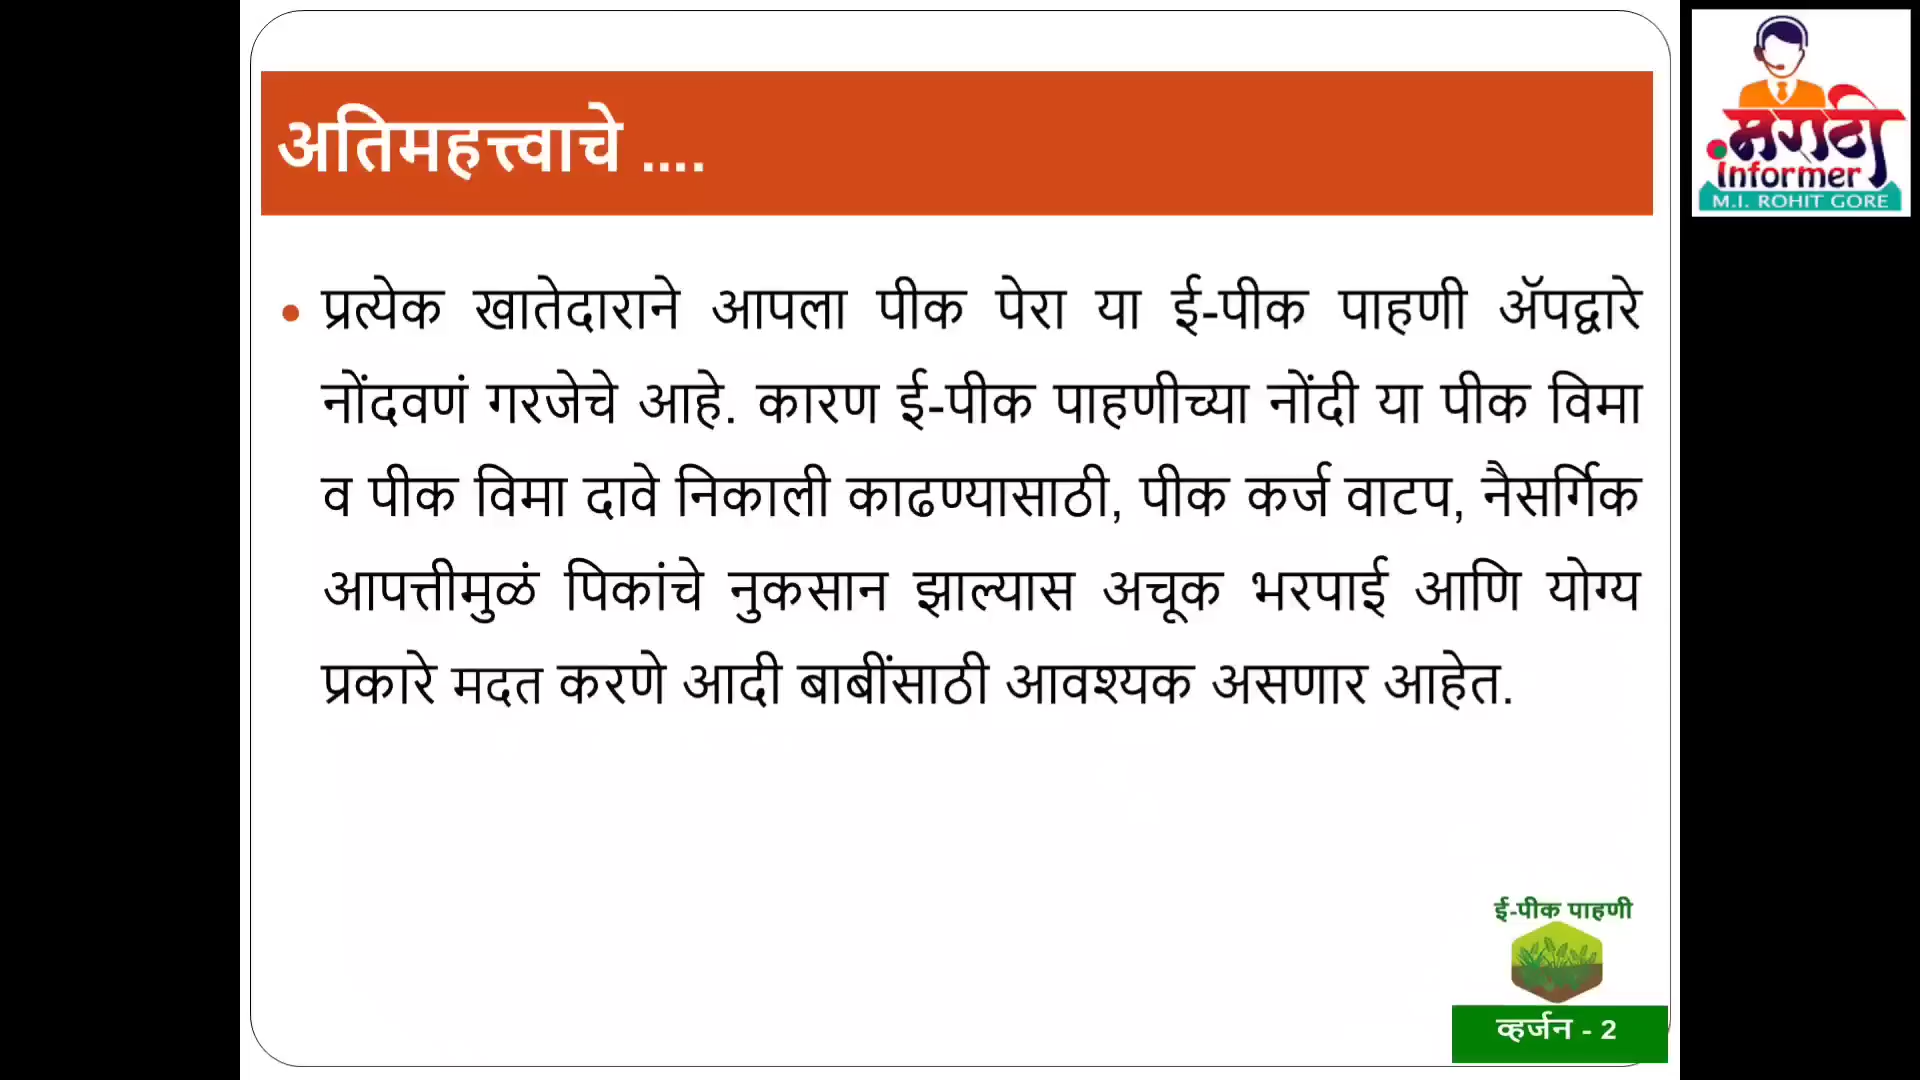 अतिमहत्त्वाचे ....
मराठी
informer
M.I. ROHIT GORE
• प्रत्येक खातेदाराने आपला पीक पेरा या ई-पीक पाहणी ॲपद्वारे
नोंदवणं गरजेचे आहे. कारण ई-पीक पाहणीच्या नोंदी या पीक विमा
व पीक विमा दावे निकाली काढण्यासाठी, पीक कर्ज वाटप, नैसर्गिक
आपत्तीमुळं पिकांचे नुकसान झाल्यास अचूक भरपाई आणि योग्य
प्रकारे मदत करणे आदी बाबींसाठी आवश्यक असणार आहेत.
ई-पीक पाहणी
व्हर्जन - 2